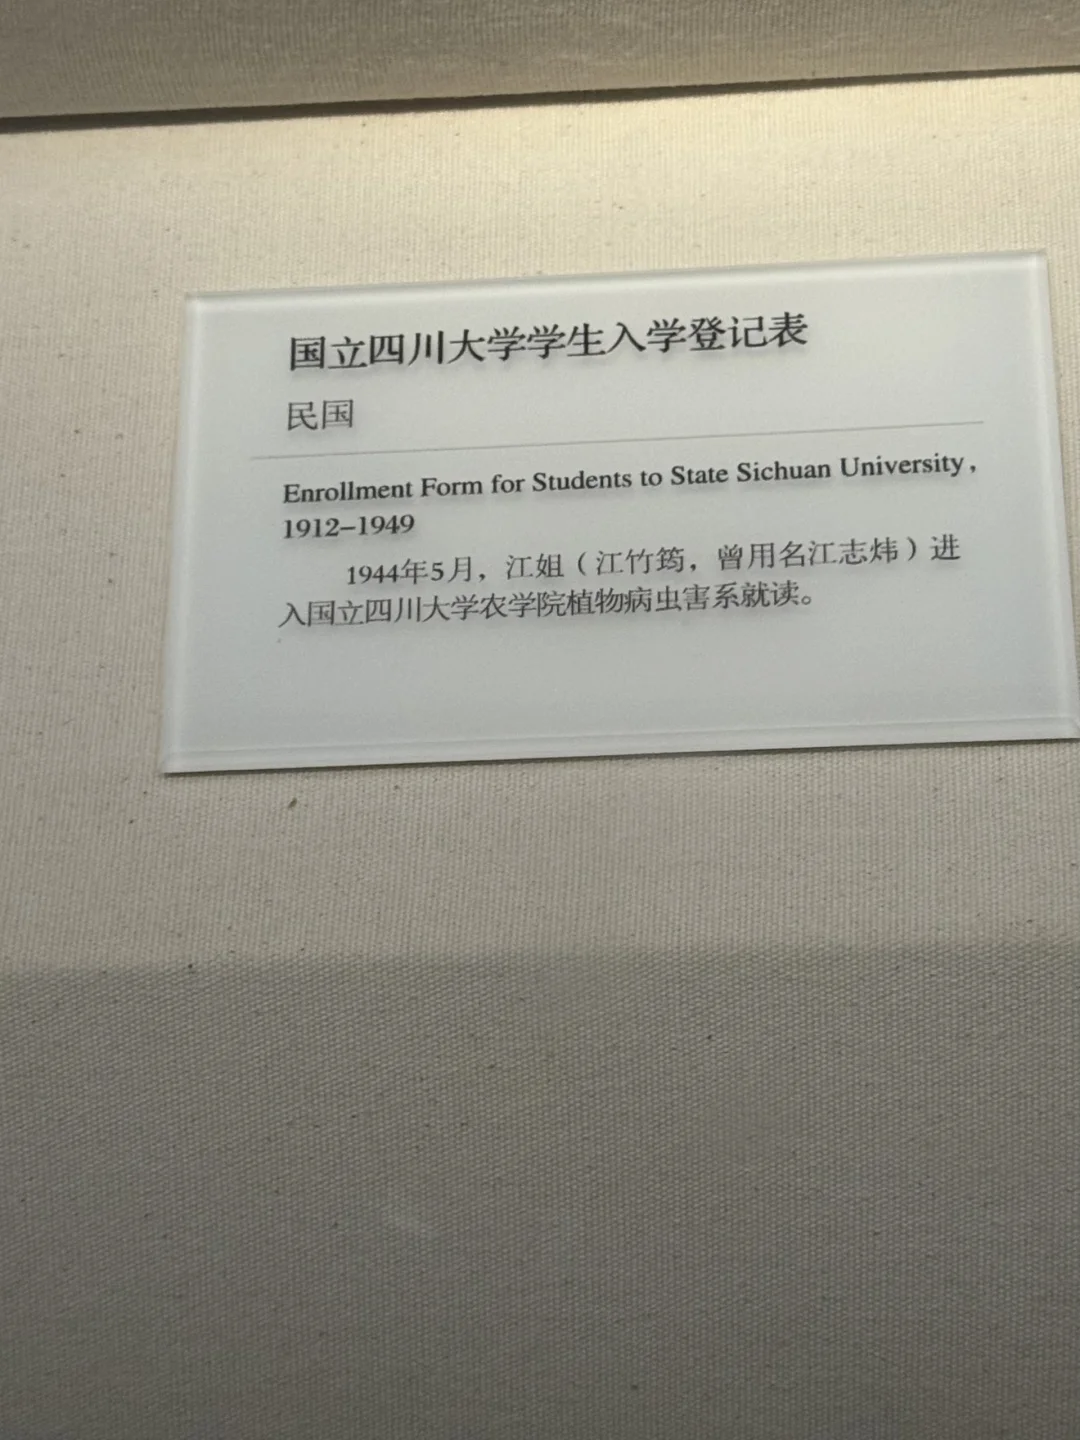 国立四川大学学生入学登记表
民国
Enrollment Form for Students to State Sichuan University,
1912–1949
1944年5月，江姐（江竹筠，曾用名江志炜）进
入国立四川大学农学院植物病虫害系就读。